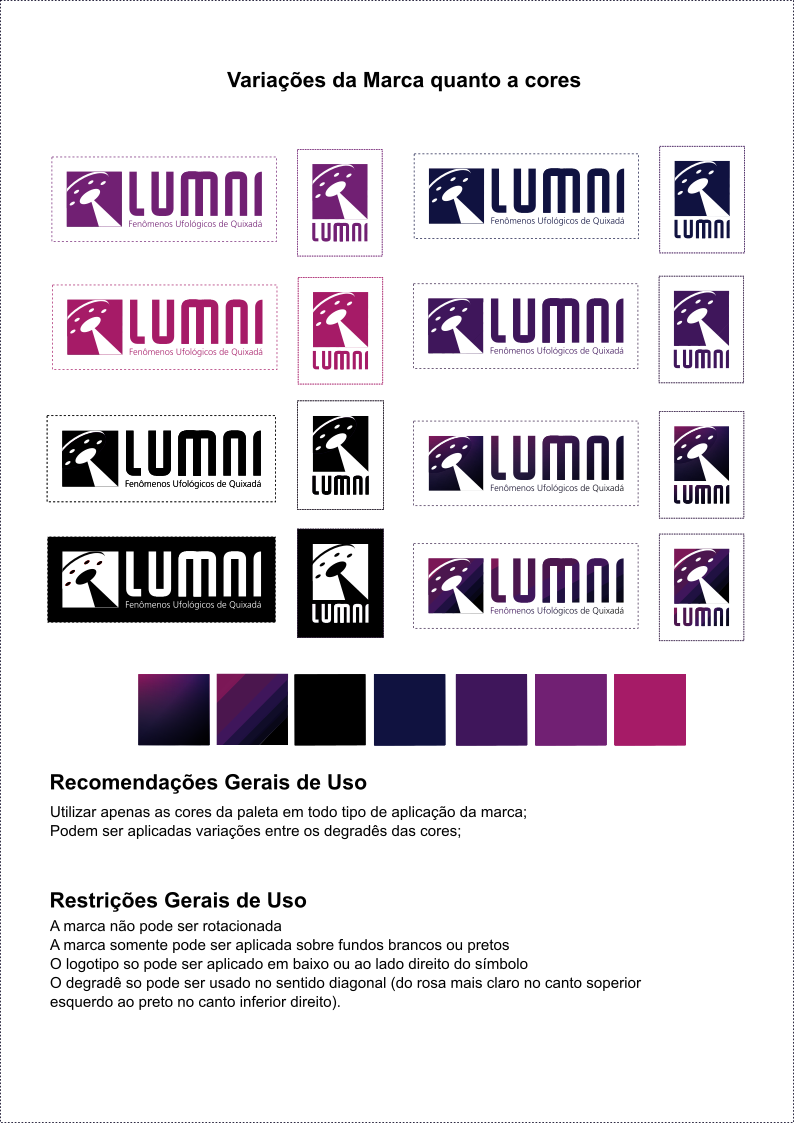 Variações da Marca quanto a cores
LUMNI
Fenômenos Ufológicos de Quixadá
LUMNI
LUMNI
Fenômenos Ufológicos de Quixadá
LUMNI
LUMNI
Fenômenos Ufológicos de Quixadá
LUMNI
LUMNI
Fenômenos Ufológicos de Quixadá
LUMNI
LUMNI
Fenômenos Ufológicos de Quixadá
LUMNI
LUMNI
Fenômenos Ufológicos de Quixadá
LUMNI
LUMNI
Fenômenos Ufológicos de Quixadá
LUMNI
LUMNI
Fenômenos Ufológicos de Quixadá
LUMNI
Recomendações Gerais de Uso
Utilizar apenas as cores da paleta em todo tipo de aplicação da marca;
Podem ser aplicadas variações entre os degradês das cores;
Restrições Gerais de Uso
A marca não pode ser rotacionada
A marca somente pode ser aplicada sobre fundos brancos ou pretos
O logotipo so pode ser aplicado em baixo ou ao lado direito do símbolo
O degradê so pode ser usado no sentido diagonal (do rosa mais claro no canto soperior
esquerdo ao preto no canto inferior direito).